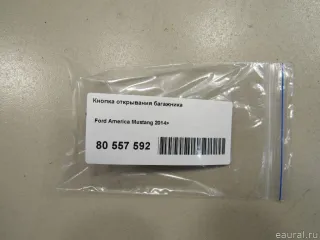 Кнопка открывания багажника
Ford America Mustang 2014>
80 557 592
eaural.ru